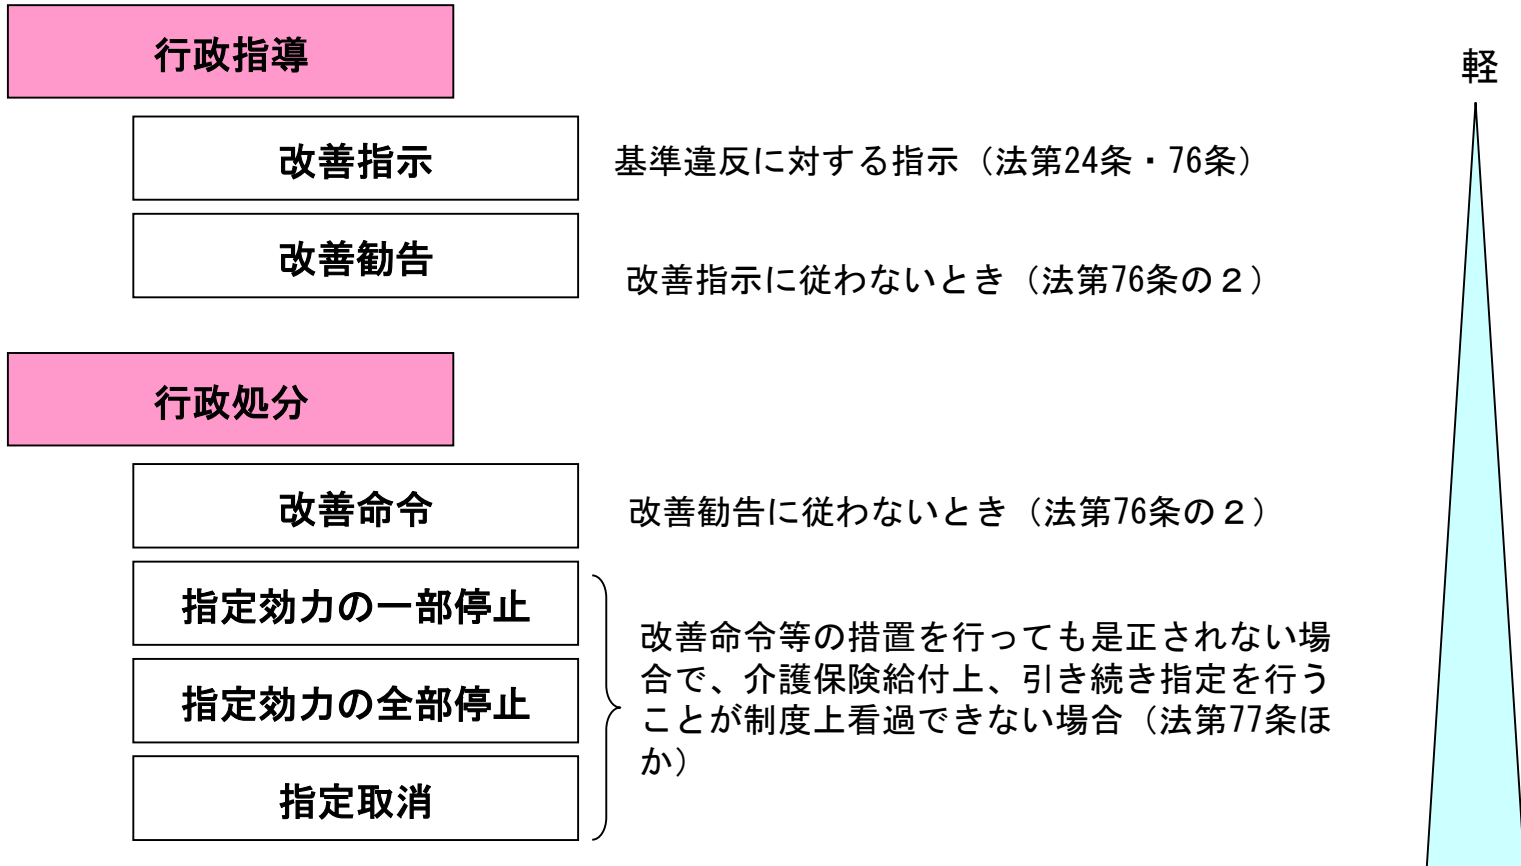 行政指導
軽
改善指示
基準違反に対する指示（法第24条・76条）
改善勧告
改善指示に従わないとき（法第76条の２）
行政処分
改善命令
改善勧告に従わないとき（法第76条の２）
指定効力の一部停止
指定効力の全部停止
指定取消
改善命令等の措置を行っても是正されない場
合で、介護保険給付上、引き続き指定を行う
ことが制度上看過できない場合（法第77条ほ
か）